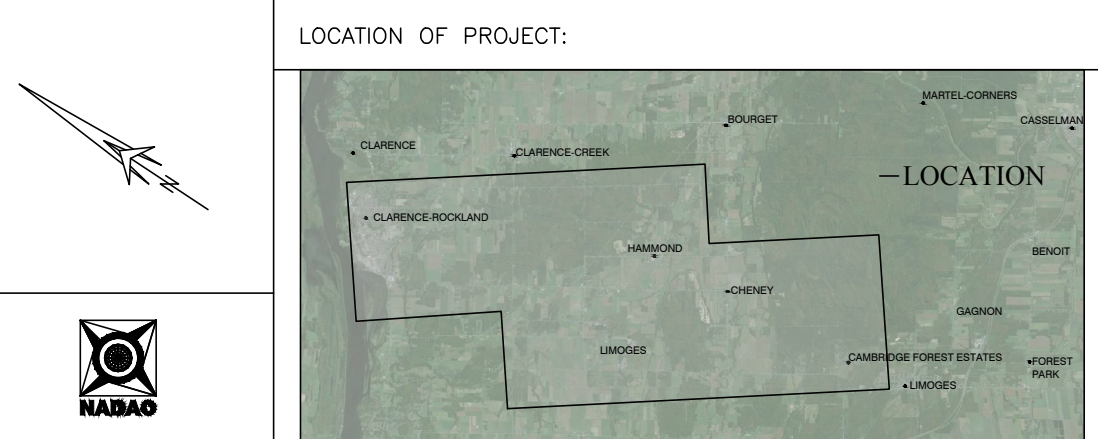 LOCATION OF PROJECT:
MARTEL-CORNERS
BOURGET
CASSELMAN
CLARENCE
CLARENCE-CREEK
LOCATION
CLARENCE-ROCKLAND
HAMMOND
BENOIT
CHENEY
GAGNON
LIMOGES
CAMBRIDGE FOREST ESTATES
FOREST
PARK
LIMOGES
N
NADAO